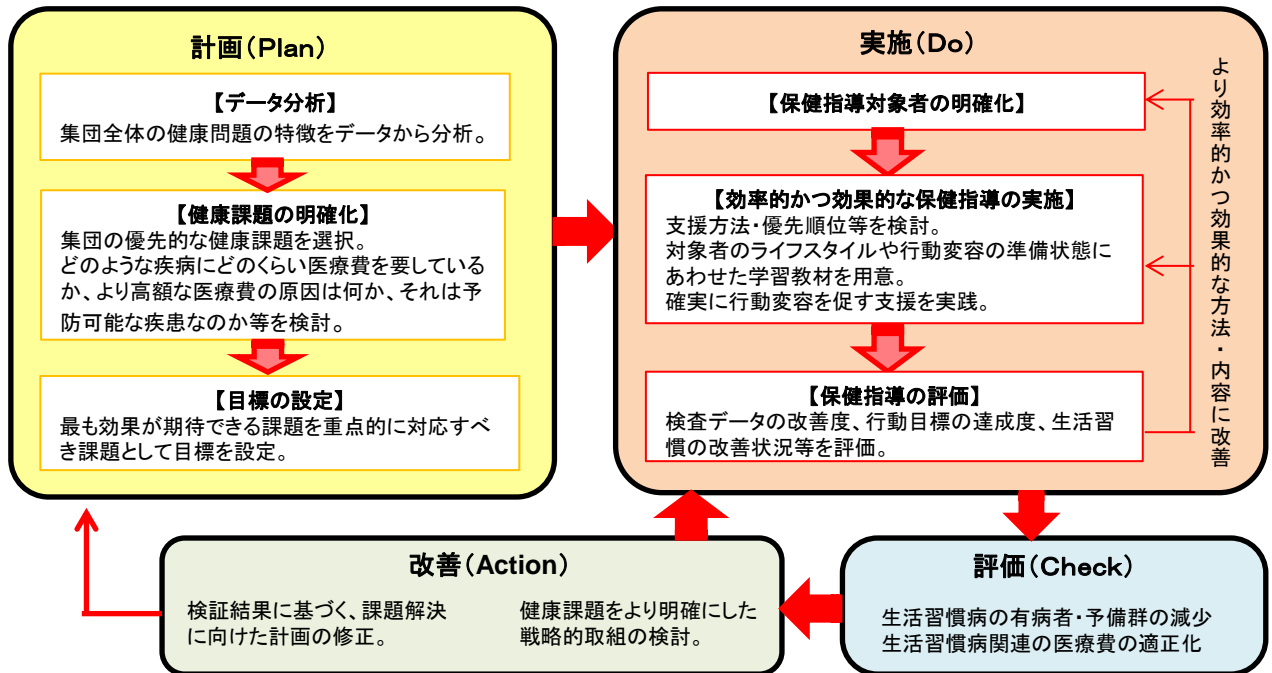 計画（Plan）
【データ分析】
集団全体の健康問題の特徴をデータから分析。
【健康課題の明確化】
集団の優先的な健康課題を選択。
どのような疾病にどのくらい医療費を要している
か、より高額な医療費の原因は何か、それは予
防可能な疾患なのか等を検討。
【目標の設定】
最も効果が期待できる課題を重点的に対応すべ
き課題として目標を設定。
実施（Do）
【保健指導対象者の明確化】
【効率的かつ効果的な保健指導の実施】
支援方法・優先順位等を検討。
対象者のライフスタイルや行動変容の準備状態に
あわせた学習教材を用意。
確実に行動変容を促す支援を実践。
【保健指導の評価】
検査データの改善度、行動目標の達成度、生活習
慣の改善状況等を評価。
より効率的かつ効果的な方法・内容に改善
改善（Action）
検証結果に基づく、課題解決
に向けた計画の修正。
健康課題をより明確にした
戦略的取組の検討。
評価（Check）
生活習慣病の有病者・予備群の減少
生活習慣病関連の医療費の適正化